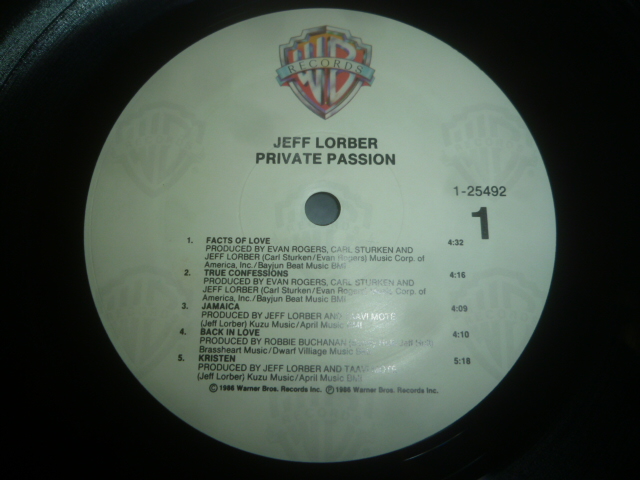 RECORDS
JEFF LORBER
PRIVATE PASSION
1-25492
1
1. FACTS OF LOVE 4:32
PRODUCED BY EVAN ROGERS, CARL STURKEN AND
JEFF LORBER (Carl Sturken/Evan Rogers) Music Corp. of
America, Inc./Bayjun Beat Music BMI
2. TRUE CONFESSIONS 4:16
PRODUCED BY EVAN ROGERS, CARL STURKEN AND
JEFF LORBER (Carl Sturken/Evan Rogers) Corp. of
America, Inc./Bayjun Beat Music BMI
3. JAMAICA 4:09
PRODUCED BY JEFF LORBER AND TAAVI MOTE
(Jeff Lorber) Kuzu Music/April Music BMI
4. BACK IN LOVE 4:10
PRODUCED BY ROBBIE BUCHANAN
Brassheart Music/Dwarf Villiage Music
5. KRISTEN 5:18
PRODUCED BY JEFF LORBER AND TAAVI
(Jeff Lorber) Kuzu Music/April Music BMI
© 1986 Warner Bros. Records Inc. ℗ 1986 Warner Bros. Records Inc.